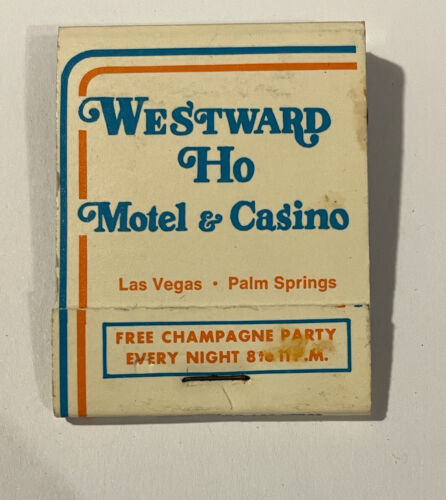 WESTWARD
HO
Motel & Casino
Las Vegas • Palm Springs
FREE CHAMPAGNE PARTY
EVERY NIGHT 8 to 11 P.M.